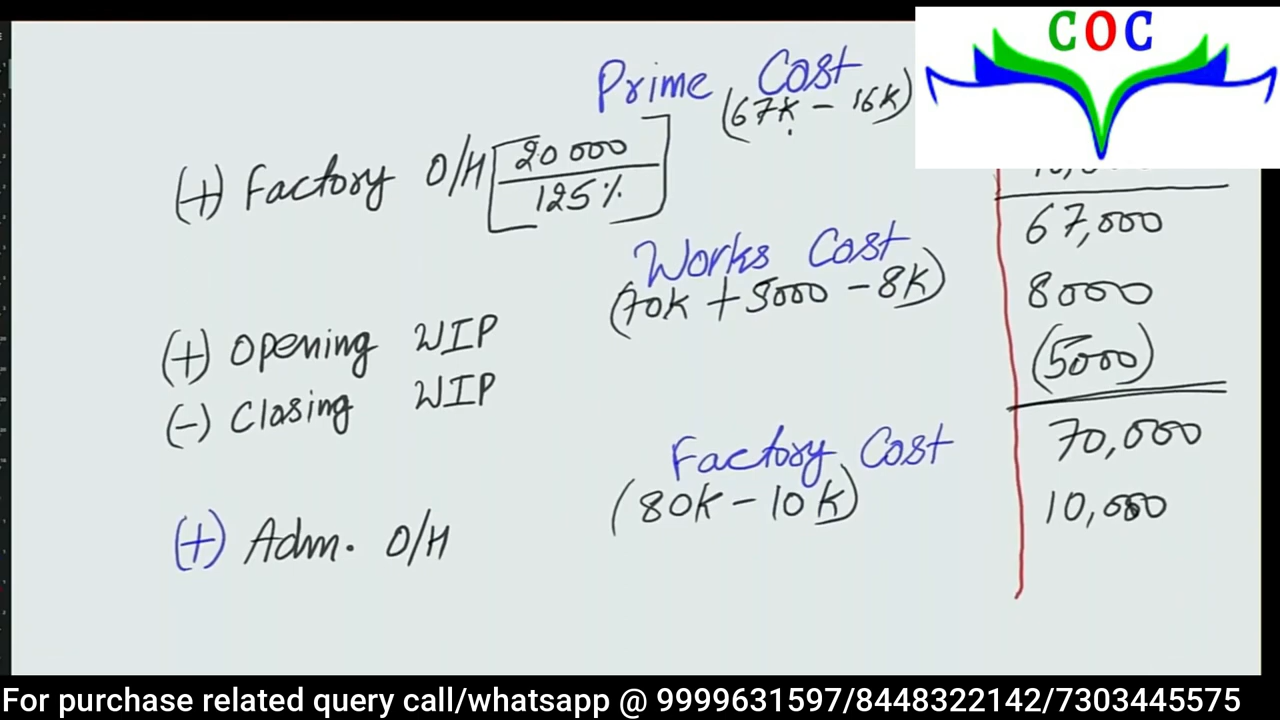 COC
Prime Cost
(67K - 16K)
(+) Factory O/H [20000 / 125%]
67,000
Works Cost
(70K + 5000 - 8K)
8000
(+) Opening WIP
(5000)
(-) Closing WIP
70,000
Factory Cost
(80K - 10K)
10,000
(+) Adm. O/H
For purchase related query call/whatsapp @ 9999631597/8448322142/7303445575